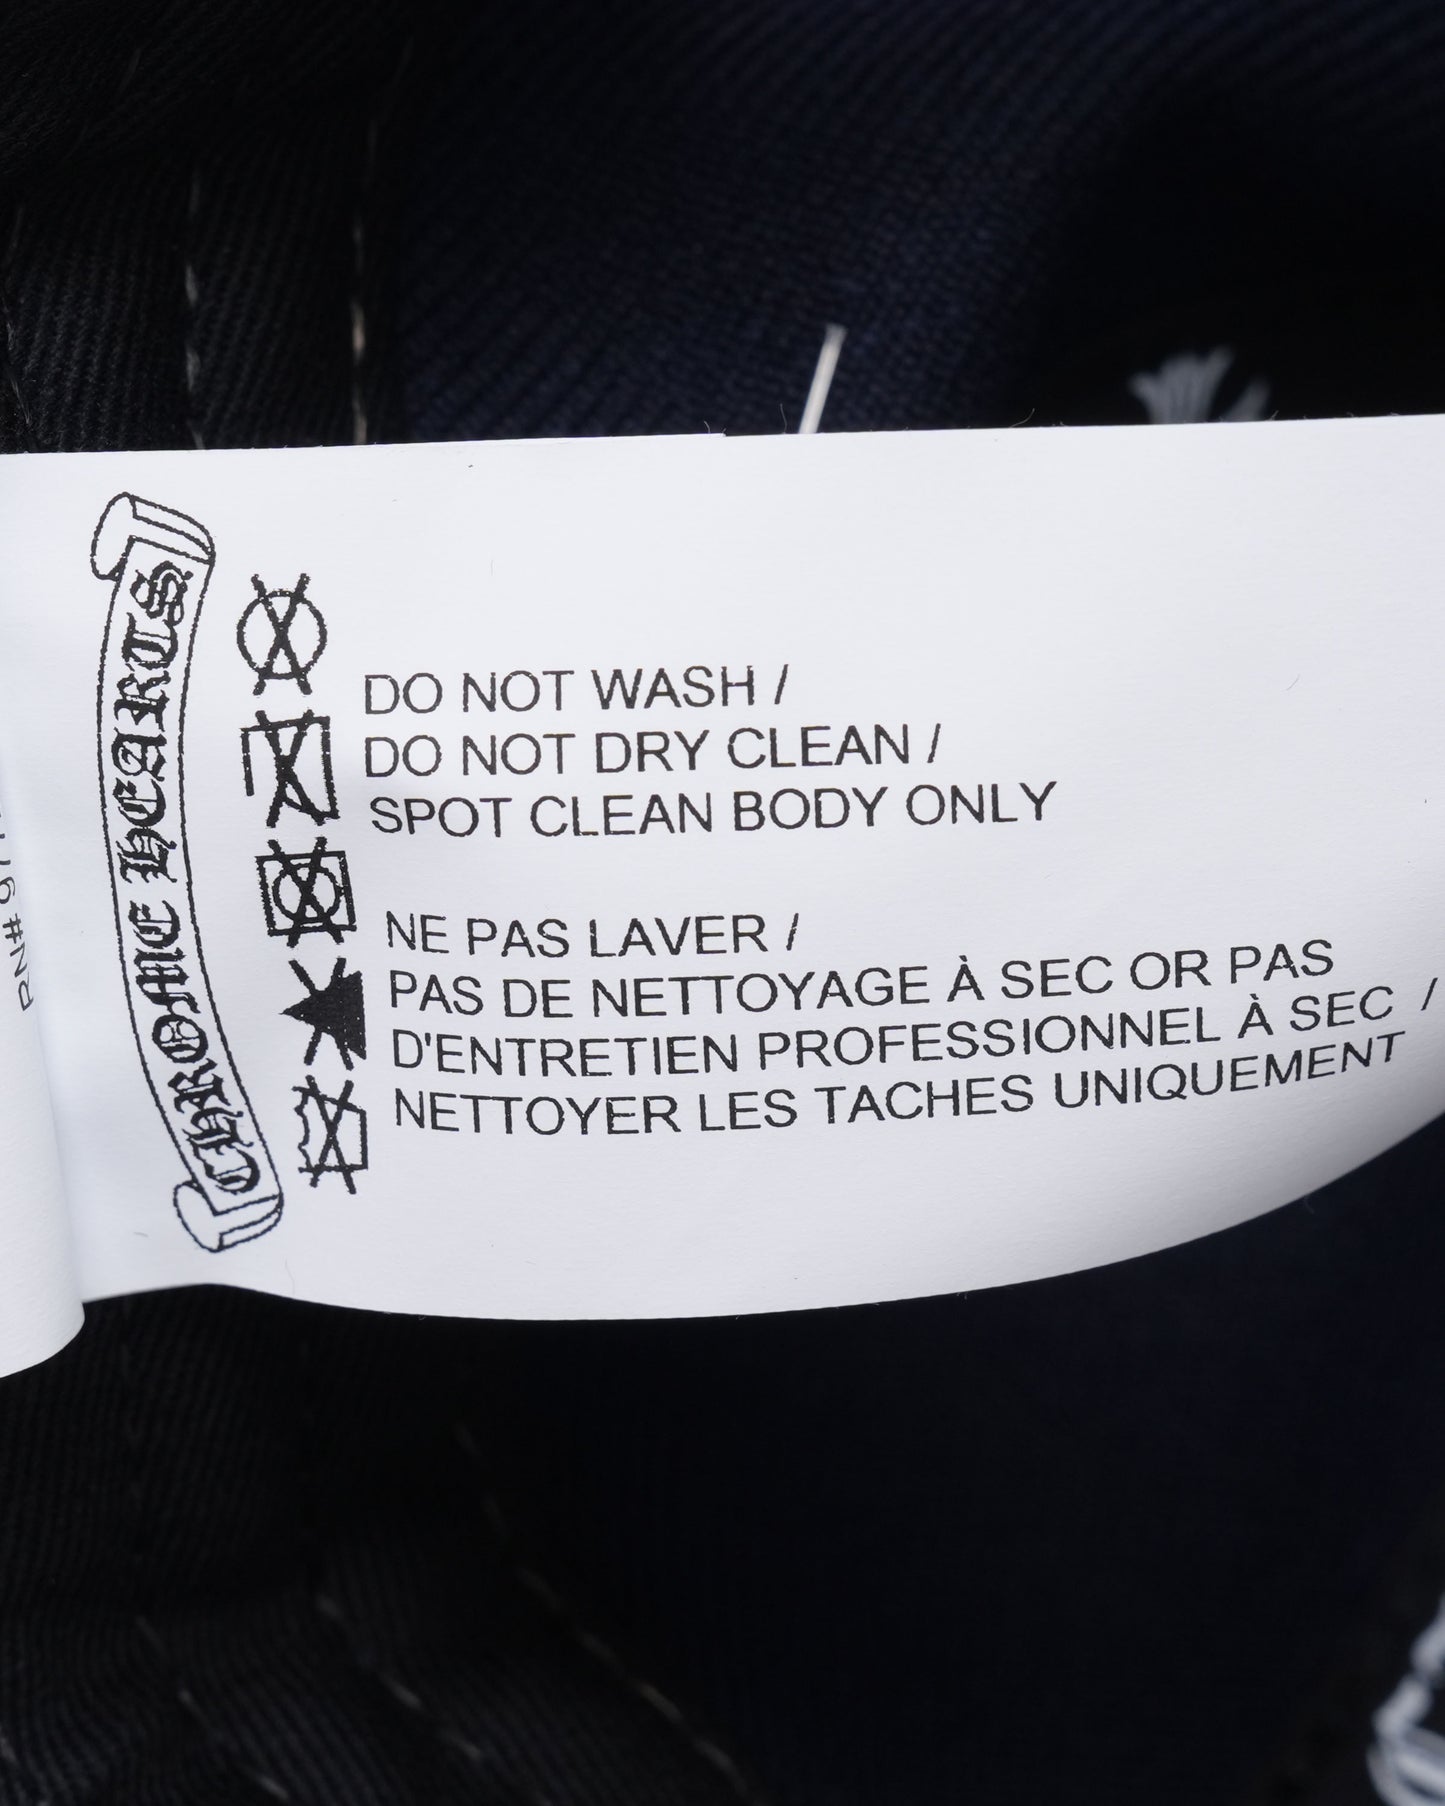 CHROME HEARTS
DO NOT WASH /
DO NOT DRY CLEAN /
SPOT CLEAN BODY ONLY
NE PAS LAVER /
PAS DE NETTOYAGE À SEC OR PAS
D'ENTRETIEN PROFESSIONNEL À SEC /
NETTOYER LES TACHES UNIQUEMENT
RN#